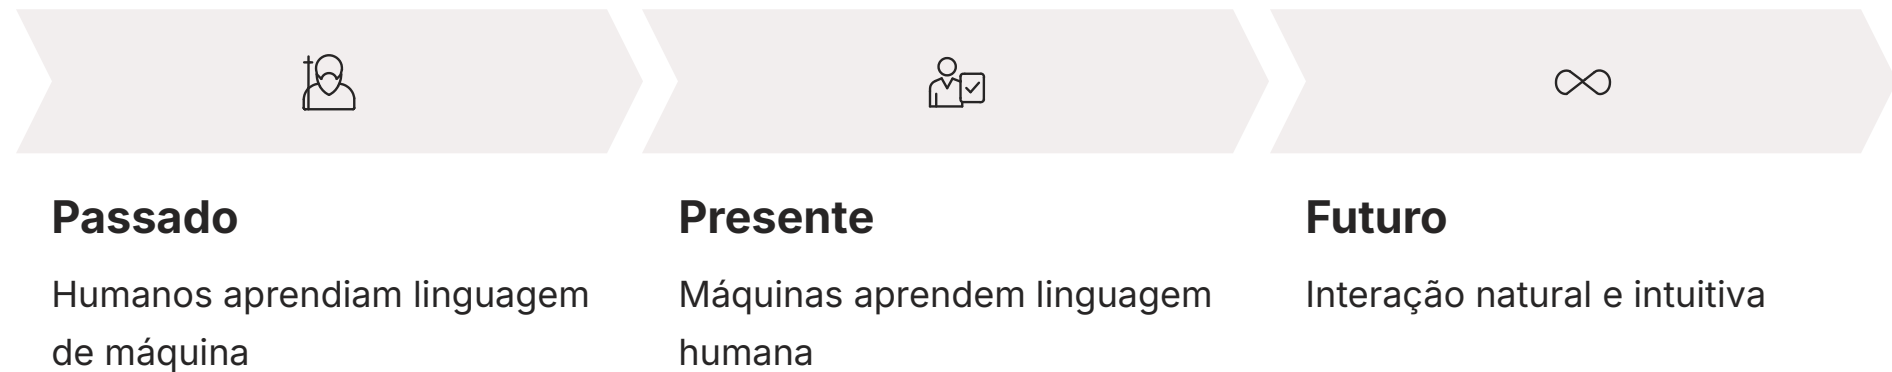 Passado
Humanos aprendiam linguagem
de máquina
Presente
Máquinas aprendem linguagem
humana
Futuro
Interação natural e intuitiva